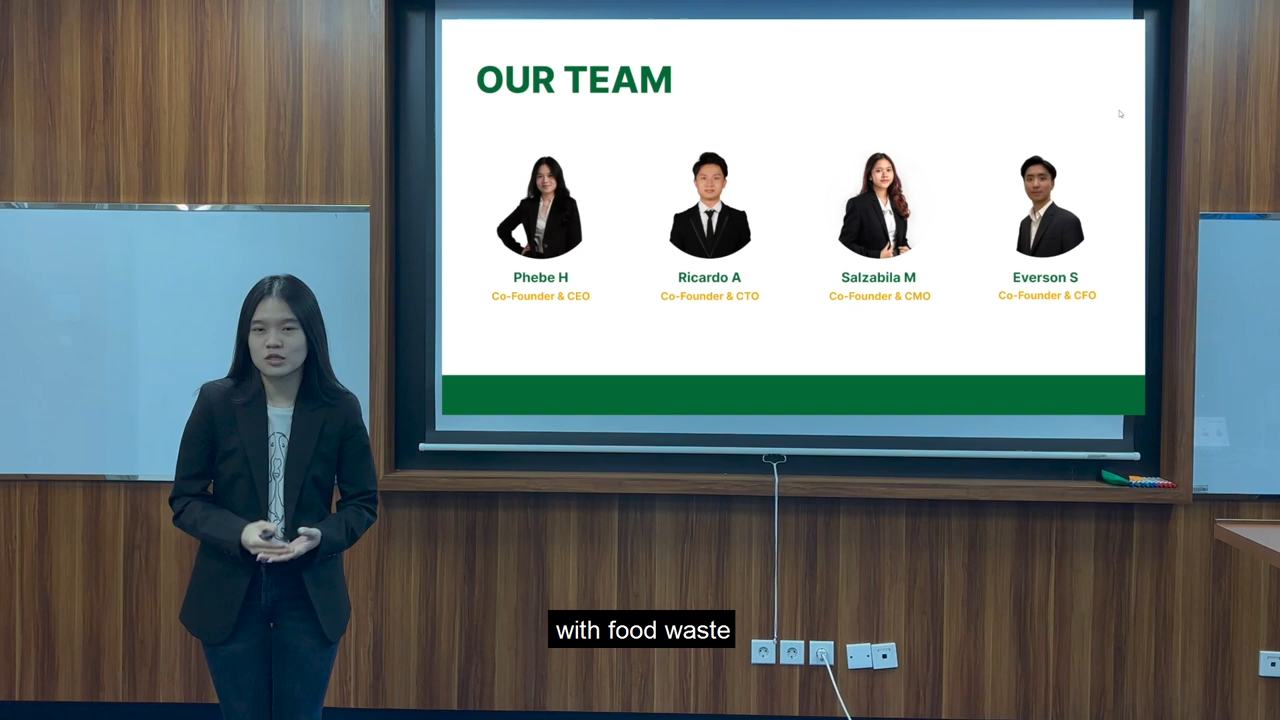 OUR TEAM
Phebe H
Co-Founder & CEO
Ricardo A
Co-Founder & CTO
Salzabila M
Co-Founder & CMO
Everson S
Co-Founder & CFO
with food waste